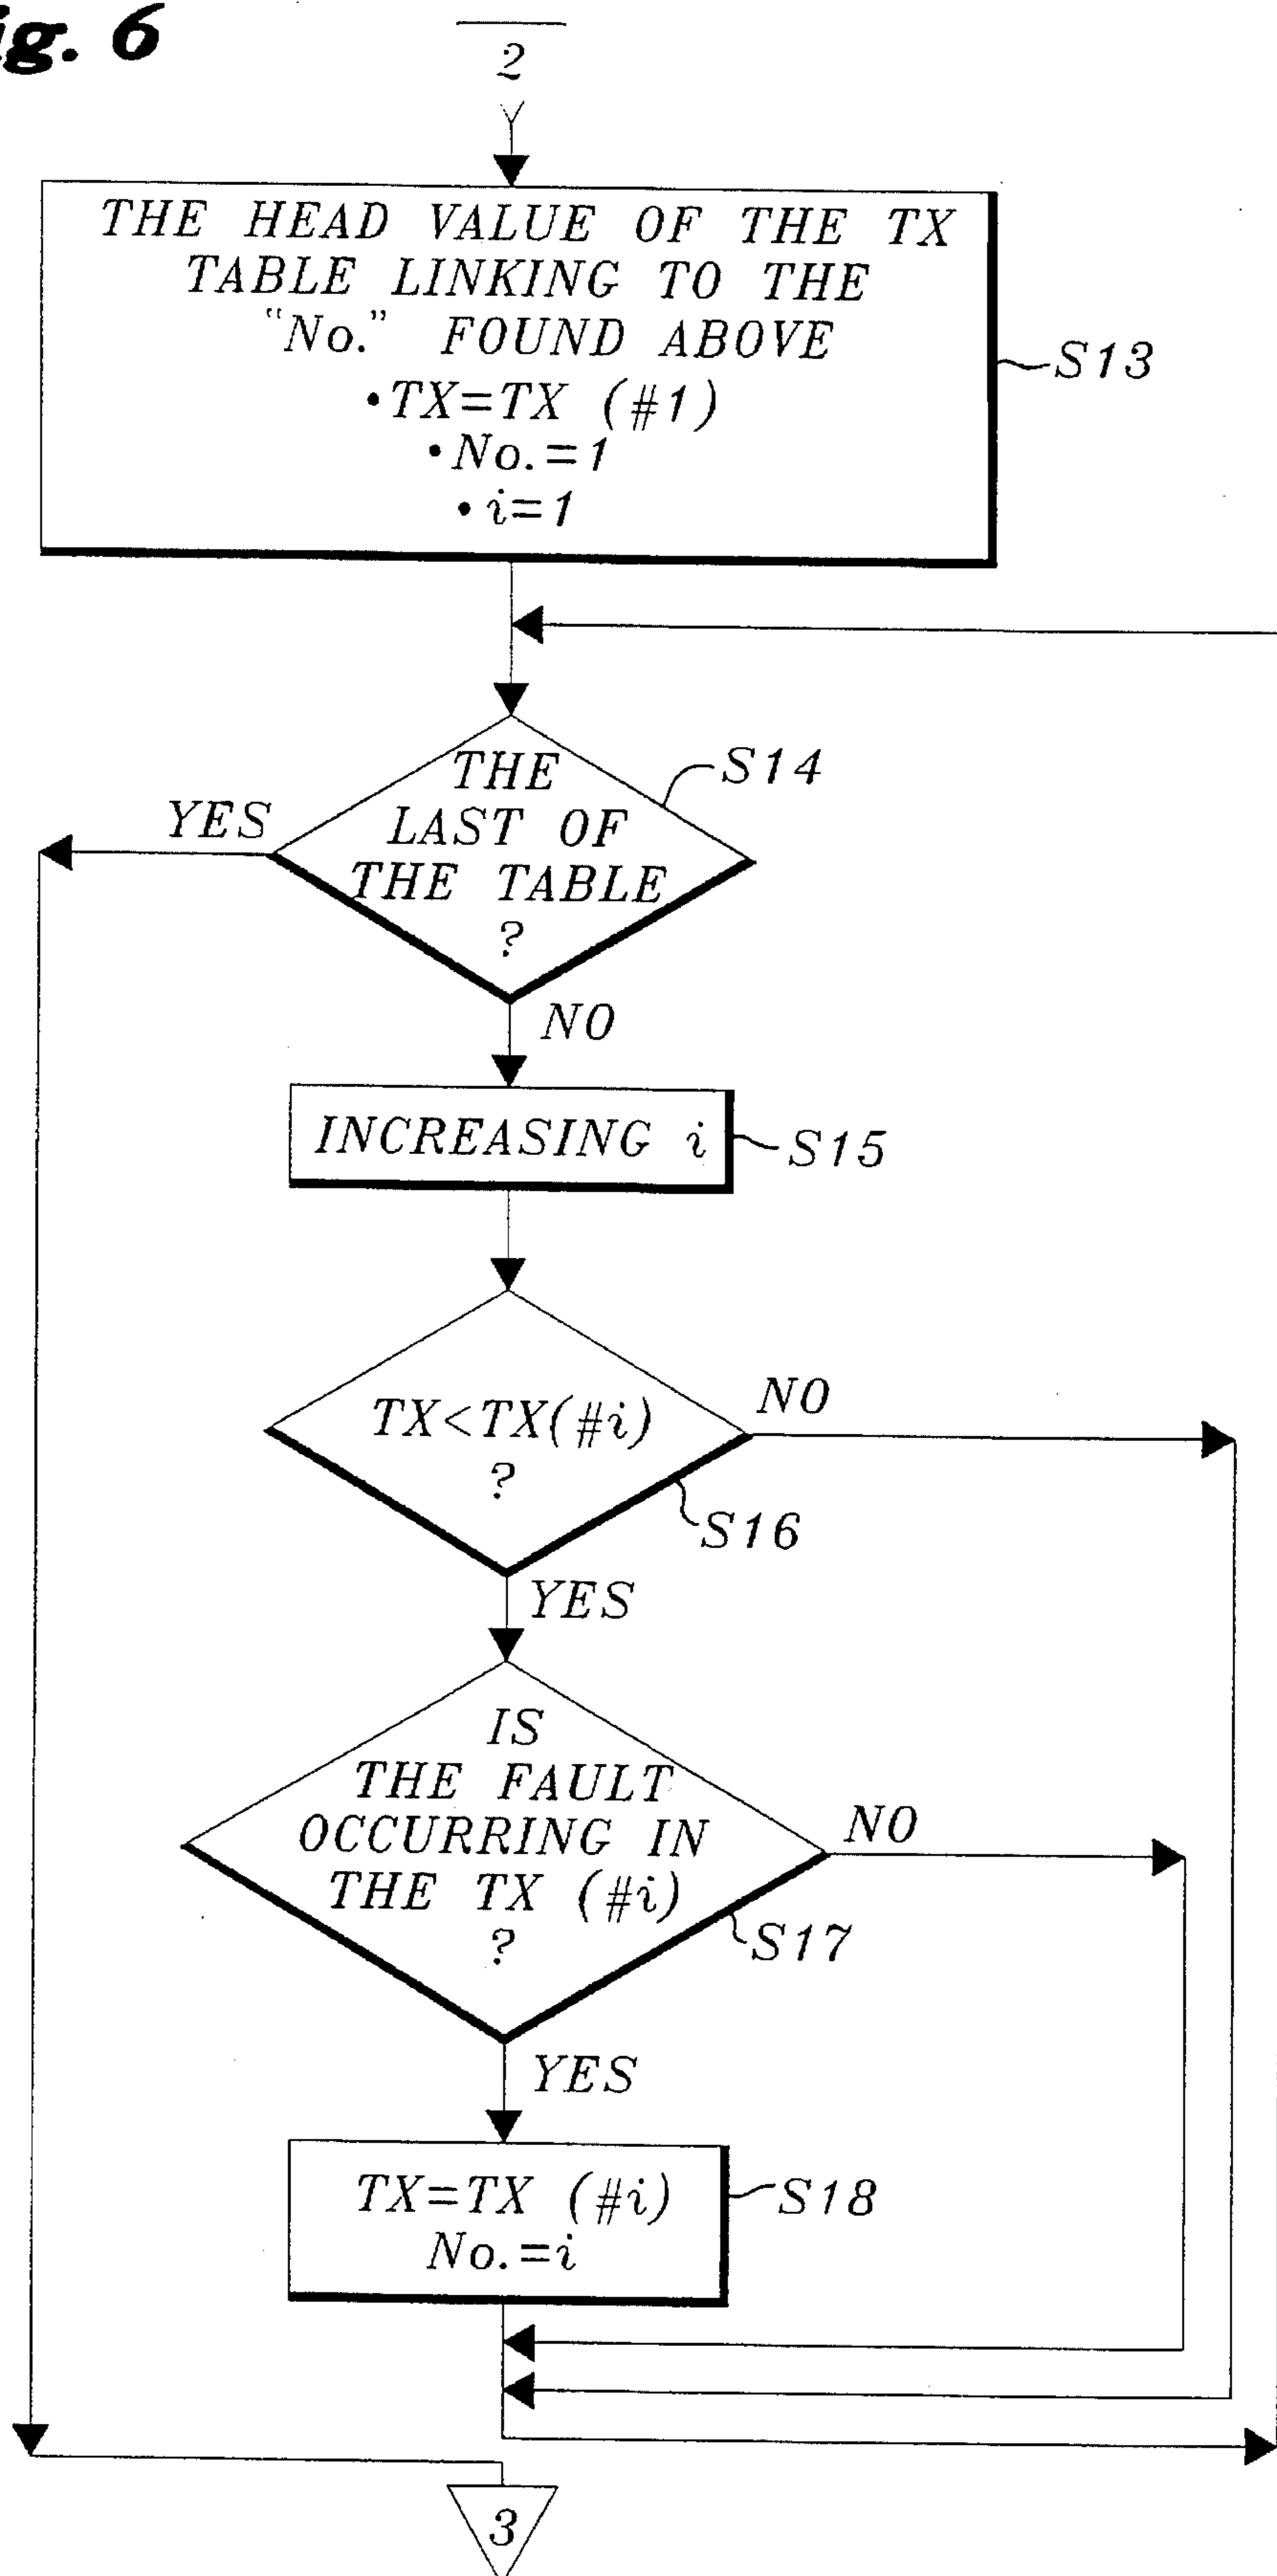 ig. 6
2
THE HEAD VALUE OF THE TX
TABLE LINKING TO THE
"No." FOUND ABOVE
•TX=TX (#1)
•No.=1
•i=1
S13
THE
LAST OF
THE TABLE
?
S14
YES
NO
INCREASING i
S15
TX<TX(#i)
?
NO
S16
YES
IS
THE FAULT
OCCURRING IN
THE TX (#i)
?
NO
S17
YES
TX=TX (#i)
No.=i
S18
3